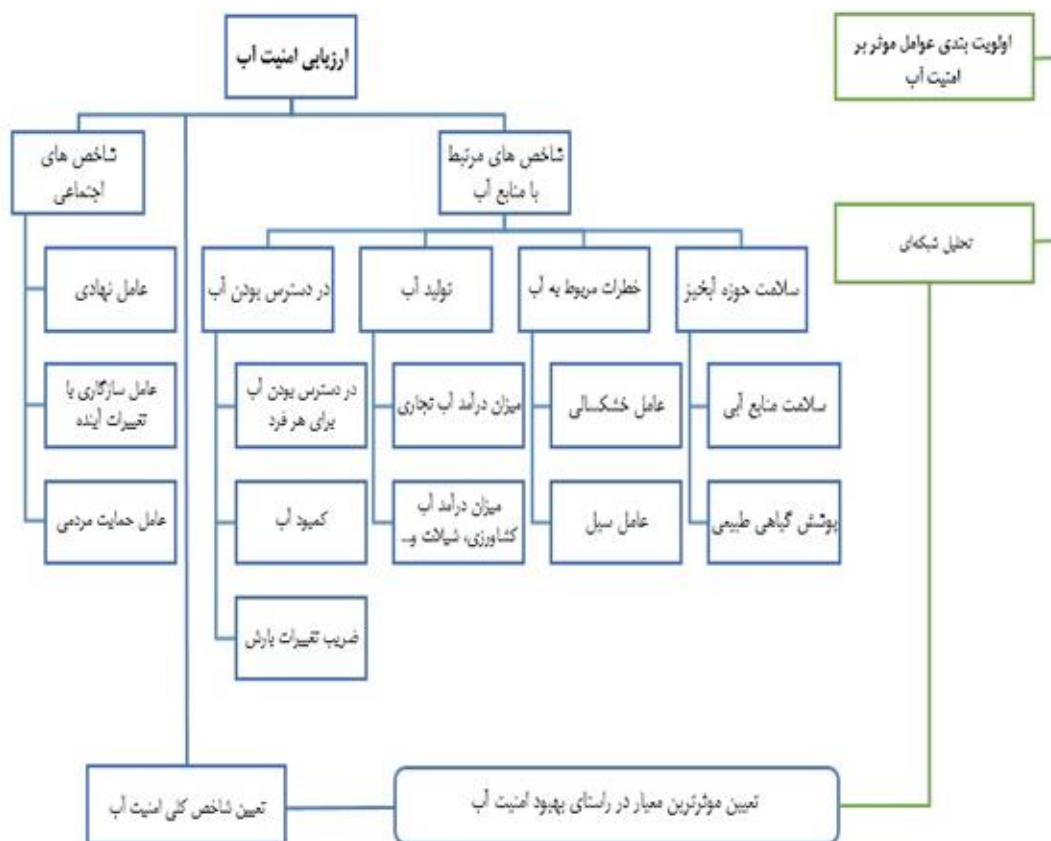 ارزیابی امنیت آب
اولویت بندی عوامل موثر بر
امنیت آب
شاخص های مرتبط
با منابع آب
شاخص های
اجتماعی
تحلیل شبکه‌ای
سلامت حوزه آبخیز
خطرات مربوط به آب
تولید آب
در دسترس بودن آب
عامل نهادی
سلامت منابع آبی
عامل خشکسالی
میزان درآمد آب تجاری
در دسترس بودن آب
برای هر فرد
عامل سازگاری با
تغییرات آینده
پوشش گیاهی طبیعی
عامل سیل
میزان درآمد آب
کشاورزی، شیلات و...
کمبود آب
عامل حمایت مردمی
ضریب تغییرات بارش
تعیین موثرترین معیار در راستای بهبود امنیت آب
تعیین شاخص کلی امنیت آب